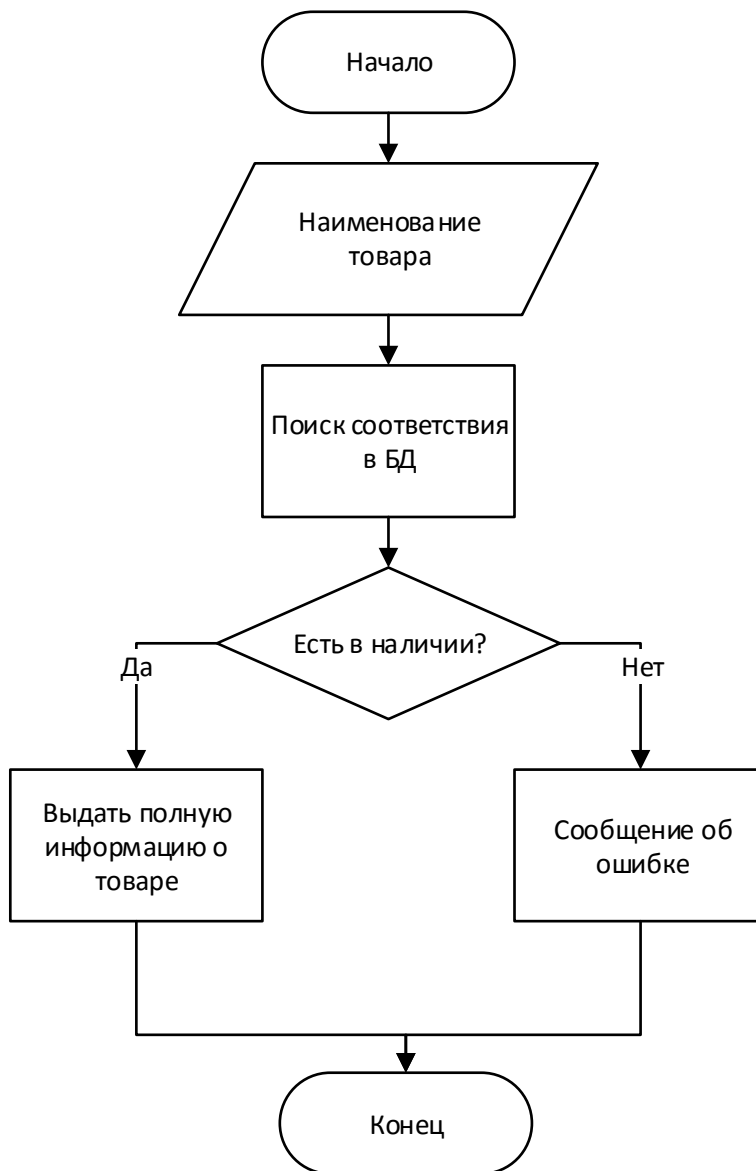 Начало
Наименование
товара
Поиск соответствия
в БД
Есть в наличии?
Да
Нет
Выдать полную
информацию о
товаре
Сообщение об
ошибке
Конец